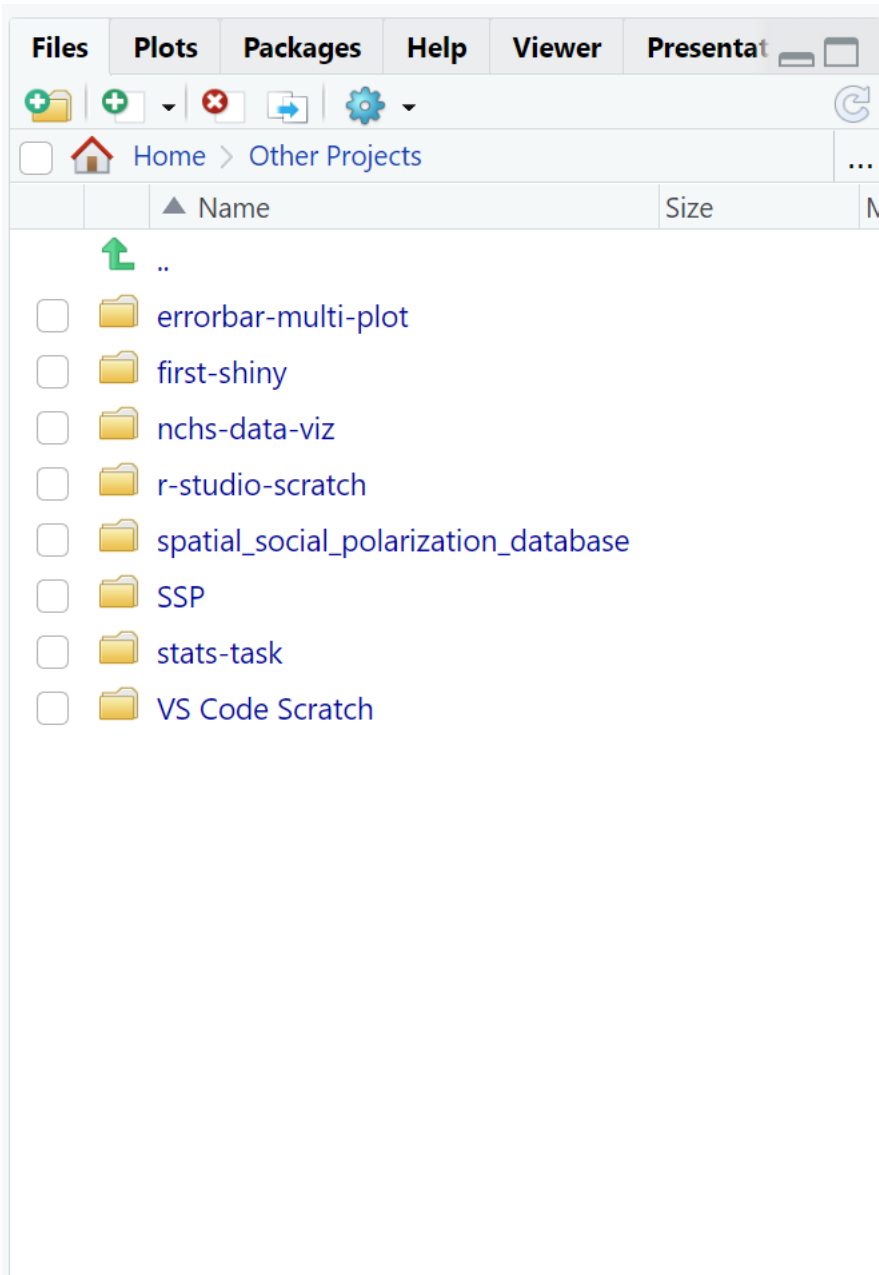 Files Plots Packages Help Viewer Presentat
Home > Other Projects ...
Name Size M
..
errorbar-multi-plot
first-shiny
nchs-data-viz
r-studio-scratch
spatial_social_polarization_database
SSP
stats-task
VS Code Scratch